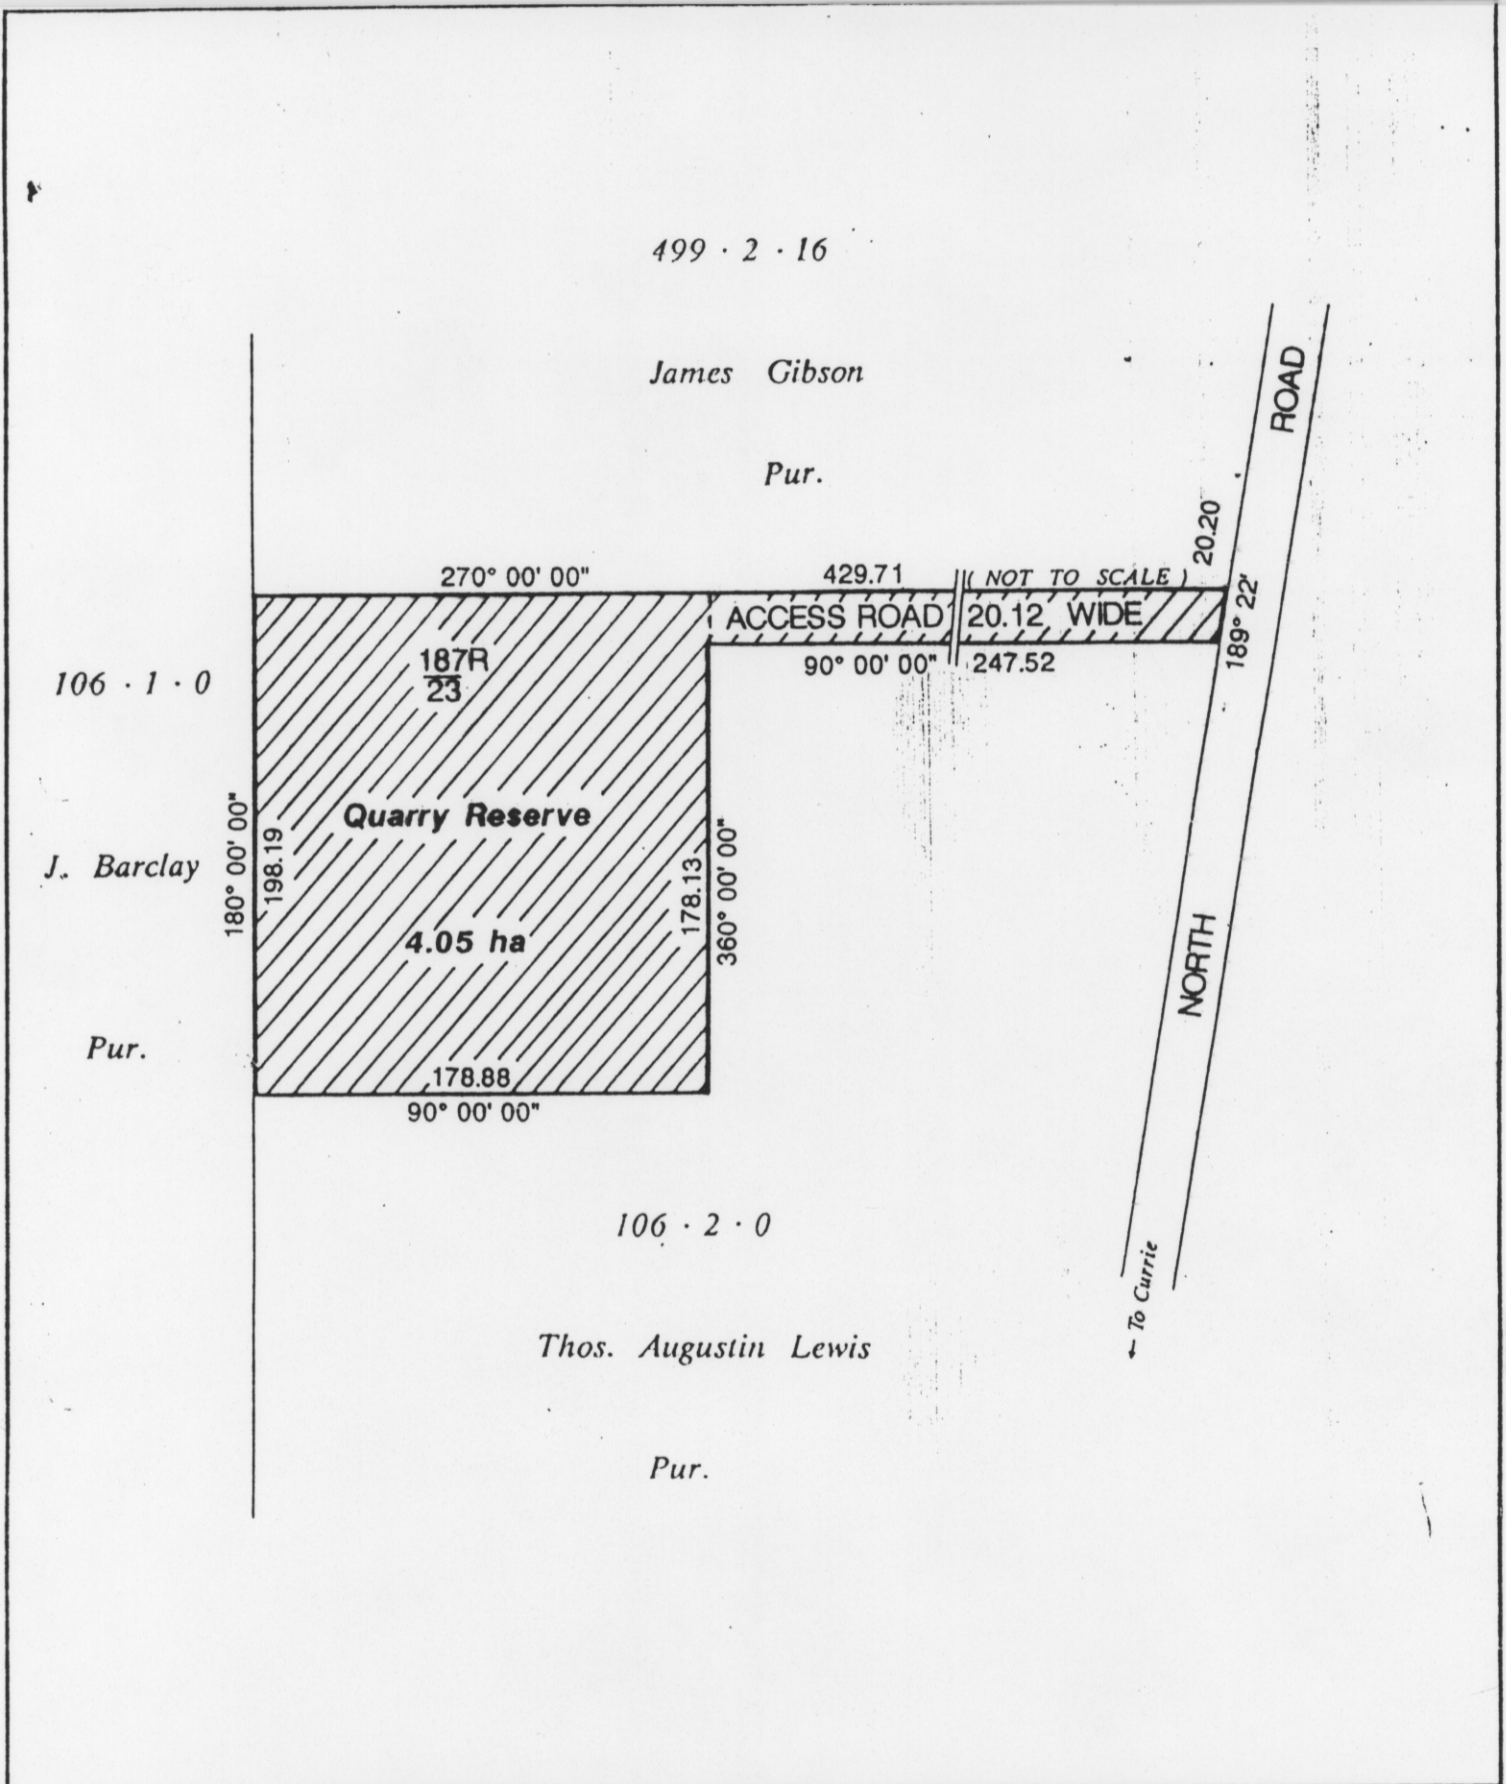 499 · 2 · 16
James Gibson
Pur.
ROAD
20.20
270° 00' 00"
429.71
( NOT TO SCALE )
ACCESS ROAD 20.12 WIDE
189° 22'
90° 00' 00"
247.52
187R
23
106 · 1 · 0
Quarry Reserve
180° 00' 00"
198.19
J. Barclay
178.13
360° 00' 00"
4.05 ha
NORTH
Pur.
178.88
90° 00' 00"
106 · 2 · 0
← To Currie
Thos. Augustin Lewis
Pur.